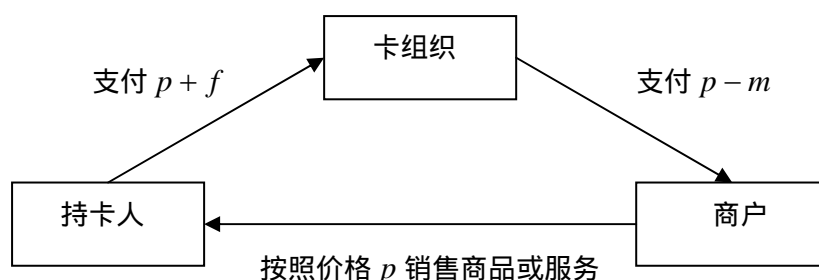 卡组织
支付 p + f
支付 p − m
持卡人
商户
按照价格 p 销售商品或服务